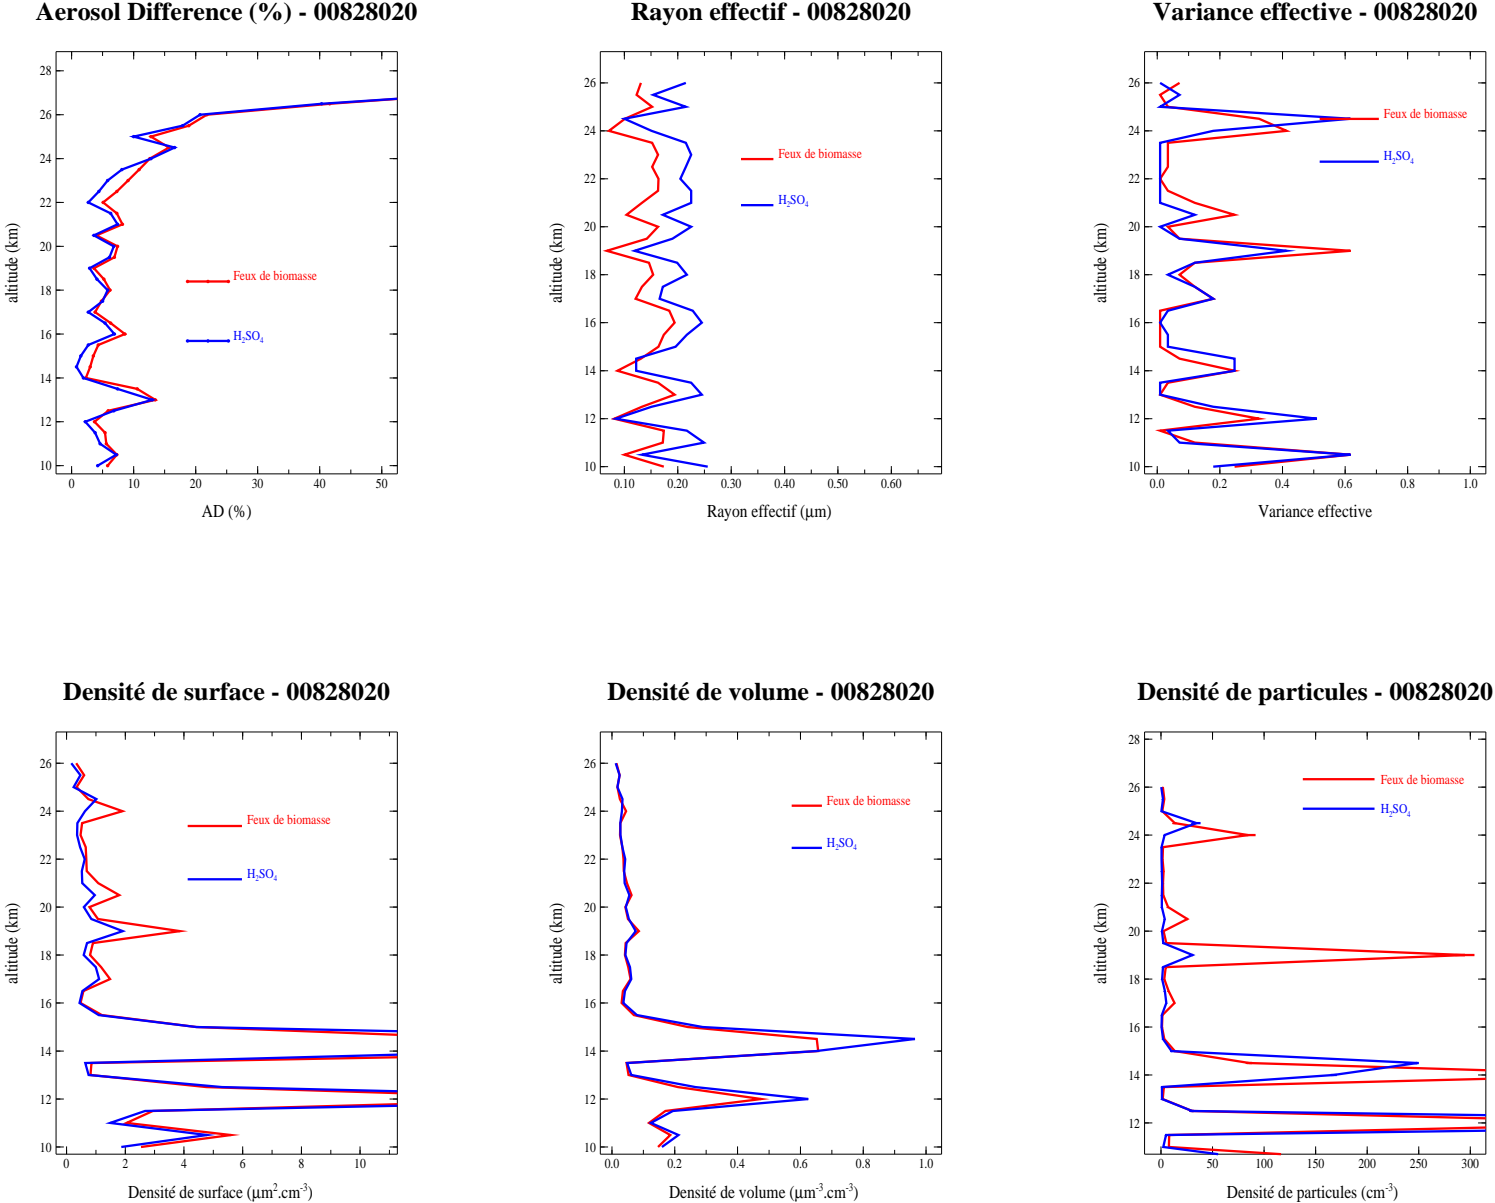 Aerosol Difference (%) - 00828020
28
26
24
22
20
18
16
14
12
10
altitude (km)
Feux de biomasse
H2SO4
0 10 20 30 40 50
AD (%)
Rayon effectif - 00828020
26
24
22
20
18
16
14
12
10
altitude (km)
Feux de biomasse
H2SO4
0.10 0.20 0.30 0.40 0.50 0.60
Rayon effectif (μm)
Variance effective - 00828020
26
24
22
20
18
16
14
12
10
altitude (km)
Feux de biomasse
H2SO4
0.0 0.2 0.4 0.6 0.8 1.0
Variance effective
Densité de surface - 00828020
26
24
22
20
18
16
14
12
10
altitude (km)
Feux de biomasse
H2SO4
0 2 4 6 8 10
Densité de surface (μm².cm⁻³)
Densité de volume - 00828020
26
24
22
20
18
16
14
12
10
altitude (km)
Feux de biomasse
H2SO4
0.0 0.2 0.4 0.6 0.8 1.0
Densité de volume (μm⁻³.cm⁻³)
Densité de particules - 00828020
28
26
24
22
20
18
16
14
12
altitude (km)
Feux de biomasse
H2SO4
0 50 100 150 200 250 300
Densité de particules (cm⁻³)